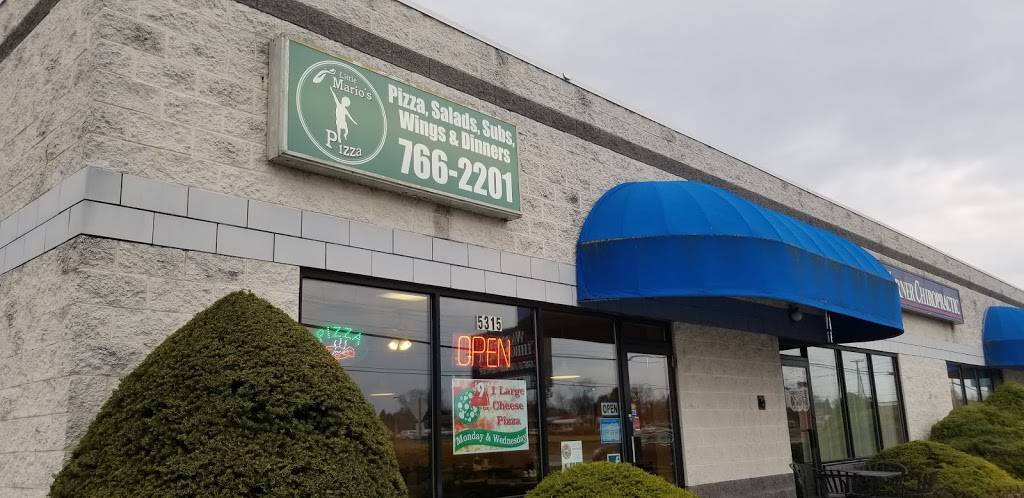 Little
Mario's
Pizza
Pizza, Salads, Subs,
Wings & Dinners
766-2201
RNER CHIROPRACTIC
5315
PIZZA
OPEN
1 Large
Cheese
Pizza
Monday & Wednesday
OPEN